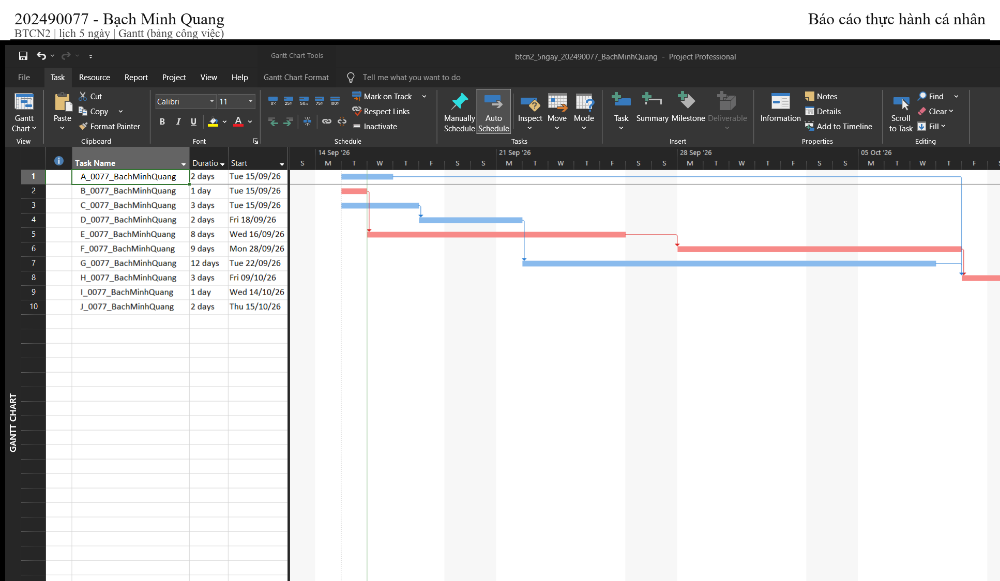 202490077 - Bạch Minh Quang
Báo cáo thực hành cá nhân
BTCN2 | lịch 5 ngày | Gantt (bảng công việc)
Gantt Chart Tools
btcn2_5ngay_202490077_BachMinhQuang - Project Professional
File Task Resource Report Project View Help Gantt Chart Format Tell me what you want to do
Gantt Chart
View
Paste
Cut
Copy
Format Painter
Clipboard
Calibri 11
B I U A
Font
0% 25% 50% 75% 100%
Mark on Track
Respect Links
Inactivate
Schedule
Manually Schedule
Auto Schedule
Inspect
Move
Mode
Tasks
Task
Summary
Milestone
Deliverable
Insert
Information
Notes
Details
Add to Timeline
Properties
Scroll to Task
Find
Clear
Fill
Editing
Task Name Duratio Start
14 Sep '26 21 Sep '26 28 Sep '26 05 Oct '26
S M T W T F S S M T W T F S S M T W T F S S M T W T F S
1 A_0077_BachMinhQuang 2 days Tue 15/09/26
2 B_0077_BachMinhQuang 1 day Tue 15/09/26
3 C_0077_BachMinhQuang 3 days Tue 15/09/26
4 D_0077_BachMinhQuang 2 days Fri 18/09/26
5 E_0077_BachMinhQuang 8 days Wed 16/09/26
6 F_0077_BachMinhQuang 9 days Mon 28/09/26
7 G_0077_BachMinhQuang 12 days Tue 22/09/26
8 H_0077_BachMinhQuang 3 days Fri 09/10/26
9 I_0077_BachMinhQuang 1 day Wed 14/10/26
10 J_0077_BachMinhQuang 2 days Thu 15/10/26
GANTT CHART